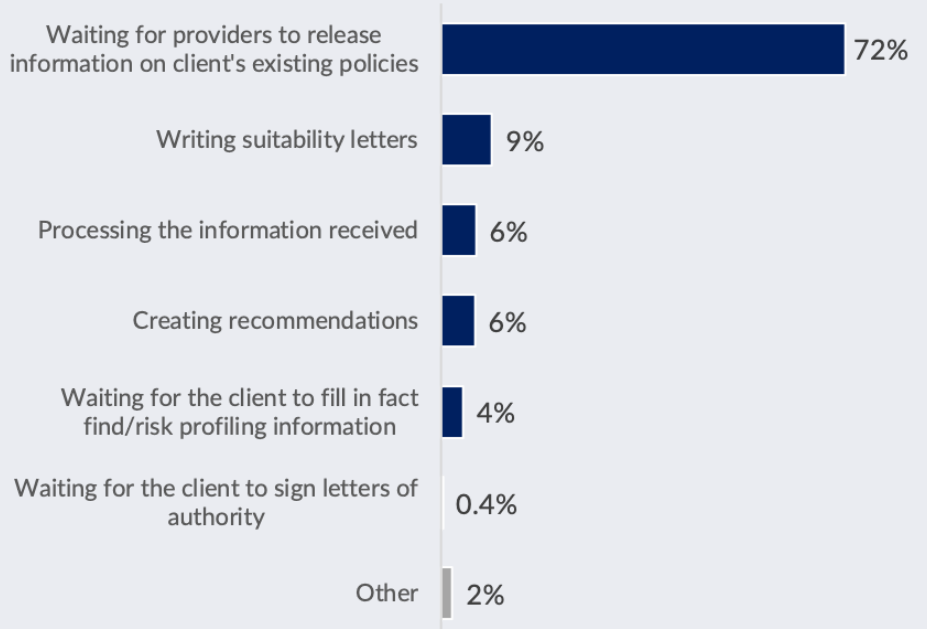 Waiting for providers to release
information on client's existing policies
72%
Writing suitability letters
9%
Processing the information received
6%
Creating recommendations
6%
Waiting for the client to fill in fact
find/risk profiling information
4%
Waiting for the client to sign letters of
authority
0.4%
Other
2%